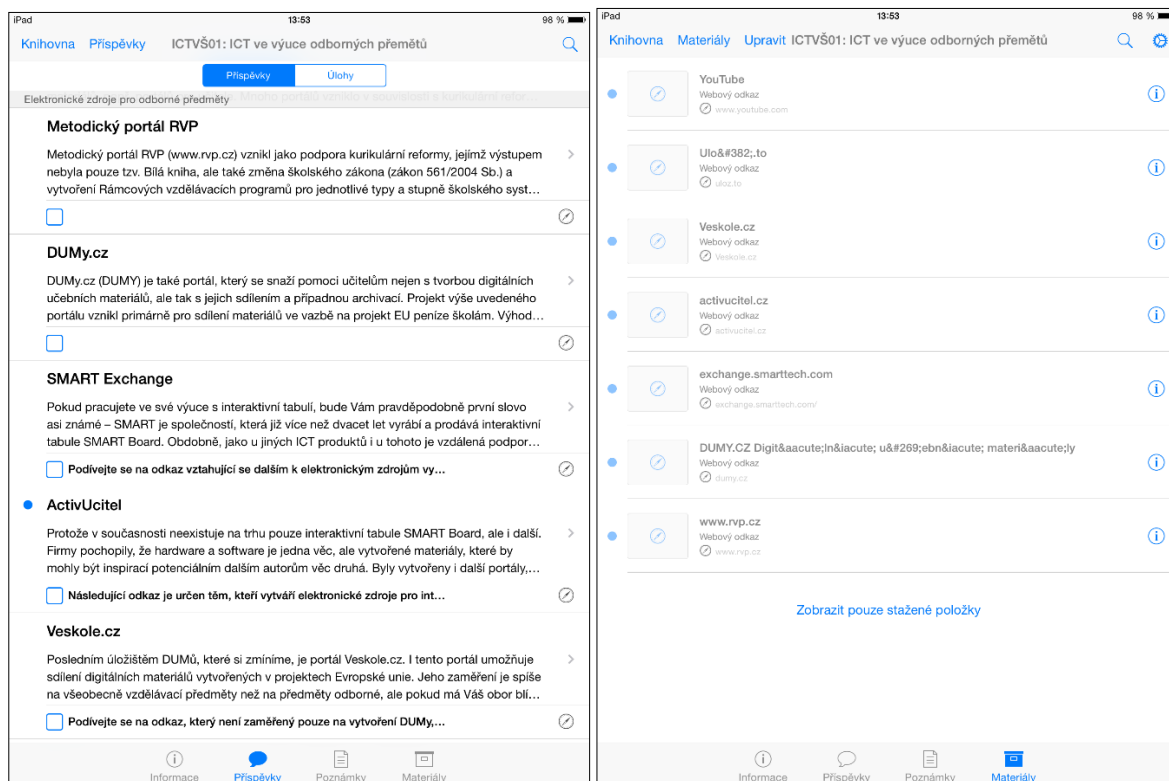 iPad 13:53 98 %
Knihovna Příspěvky ICTVŠ01: ICT ve výuce odborných přemětů
Příspěvky Úlohy
Elektronické zdroje pro odborné předměty
Metodický portál RVP
Metodický portál RVP (www.rvp.cz) vznikl jako podpora kurikulární reformy, jejímž výstupem
nebyla pouze tzv. Bílá kniha, ale také změna školského zákona (zákon 561/2004 Sb.) a
vytvoření Rámcových vzdělávacích programů pro jednotlivé typy a stupně školského syst...
DUMy.cz
DUMy.cz (DUMY) je také portál, který se snaží pomoci učitelům nejen s tvorbou digitálních
učebních materiálů, ale tak s jejich sdílením a případnou archivací. Projekt výše uvedeného
portálu vznikl primárně pro sdílení materiálů ve vazbě na projekt EU peníze školám. Výhod...
SMART Exchange
Pokud pracujete ve své výuce s interaktivní tabulí, bude Vám pravděpodobně první slovo
asi známé – SMART je společností, která již více než dvacet let vyrábí a prodává interaktivní
tabule SMART Board. Obdobně, jako u jiných ICT produktů i u tohoto je vzdálená podpor...
Podívejte se na odkaz vztahující se dalším k elektronickým zdrojům vy...
ActivUcitel
Protože v současnosti neexistuje na trhu pouze interaktivní tabule SMART Board, ale i další.
Firmy pochopily, že hardware a software je jedna věc, ale vytvořené materiály, které by
mohly být inspirací potenciálním dalším autorům věc druhá. Byly vytvořeny i další portály,...
Následující odkaz je určen těm, kteří vytváří elektronické zdroje pro int...
Veskole.cz
Posledním úložištěm DUMů, které si zmíníme, je portál Veskole.cz. I tento portál umožňuje
sdílení digitálních materiálů vytvořených v projektech Evropské unie. Jeho zaměření je spíše
na všeobecně vzdělávací předměty než na předměty odborné, ale pokud má Váš obor blí...
Podívejte se na odkaz, který není zaměřený pouze na vytvoření DUMy,...
Informace Příspěvky Poznámky Materiály
iPad 13:53 98 %
Knihovna Materiály Upravit ICTVŠ01: ICT ve výuce odborných přemětů
YouTube
Webový odkaz
www.youtube.com
Ulo&#382;.to
Webový odkaz
uloz.to
Veskole.cz
Webový odkaz
Veskole.cz
activucitel.cz
Webový odkaz
activucitel.cz
exchange.smarttech.com
Webový odkaz
exchange.smarttech.com/
DUMY.CZ Digit&aacute;ln&iacute; u&#269;ebn&iacute; materi&aacute;ly
Webový odkaz
dumy.cz
www.rvp.cz
Webový odkaz
www.rvp.cz
Zobrazit pouze stažené položky
Informace Příspěvky Poznámky Materiály